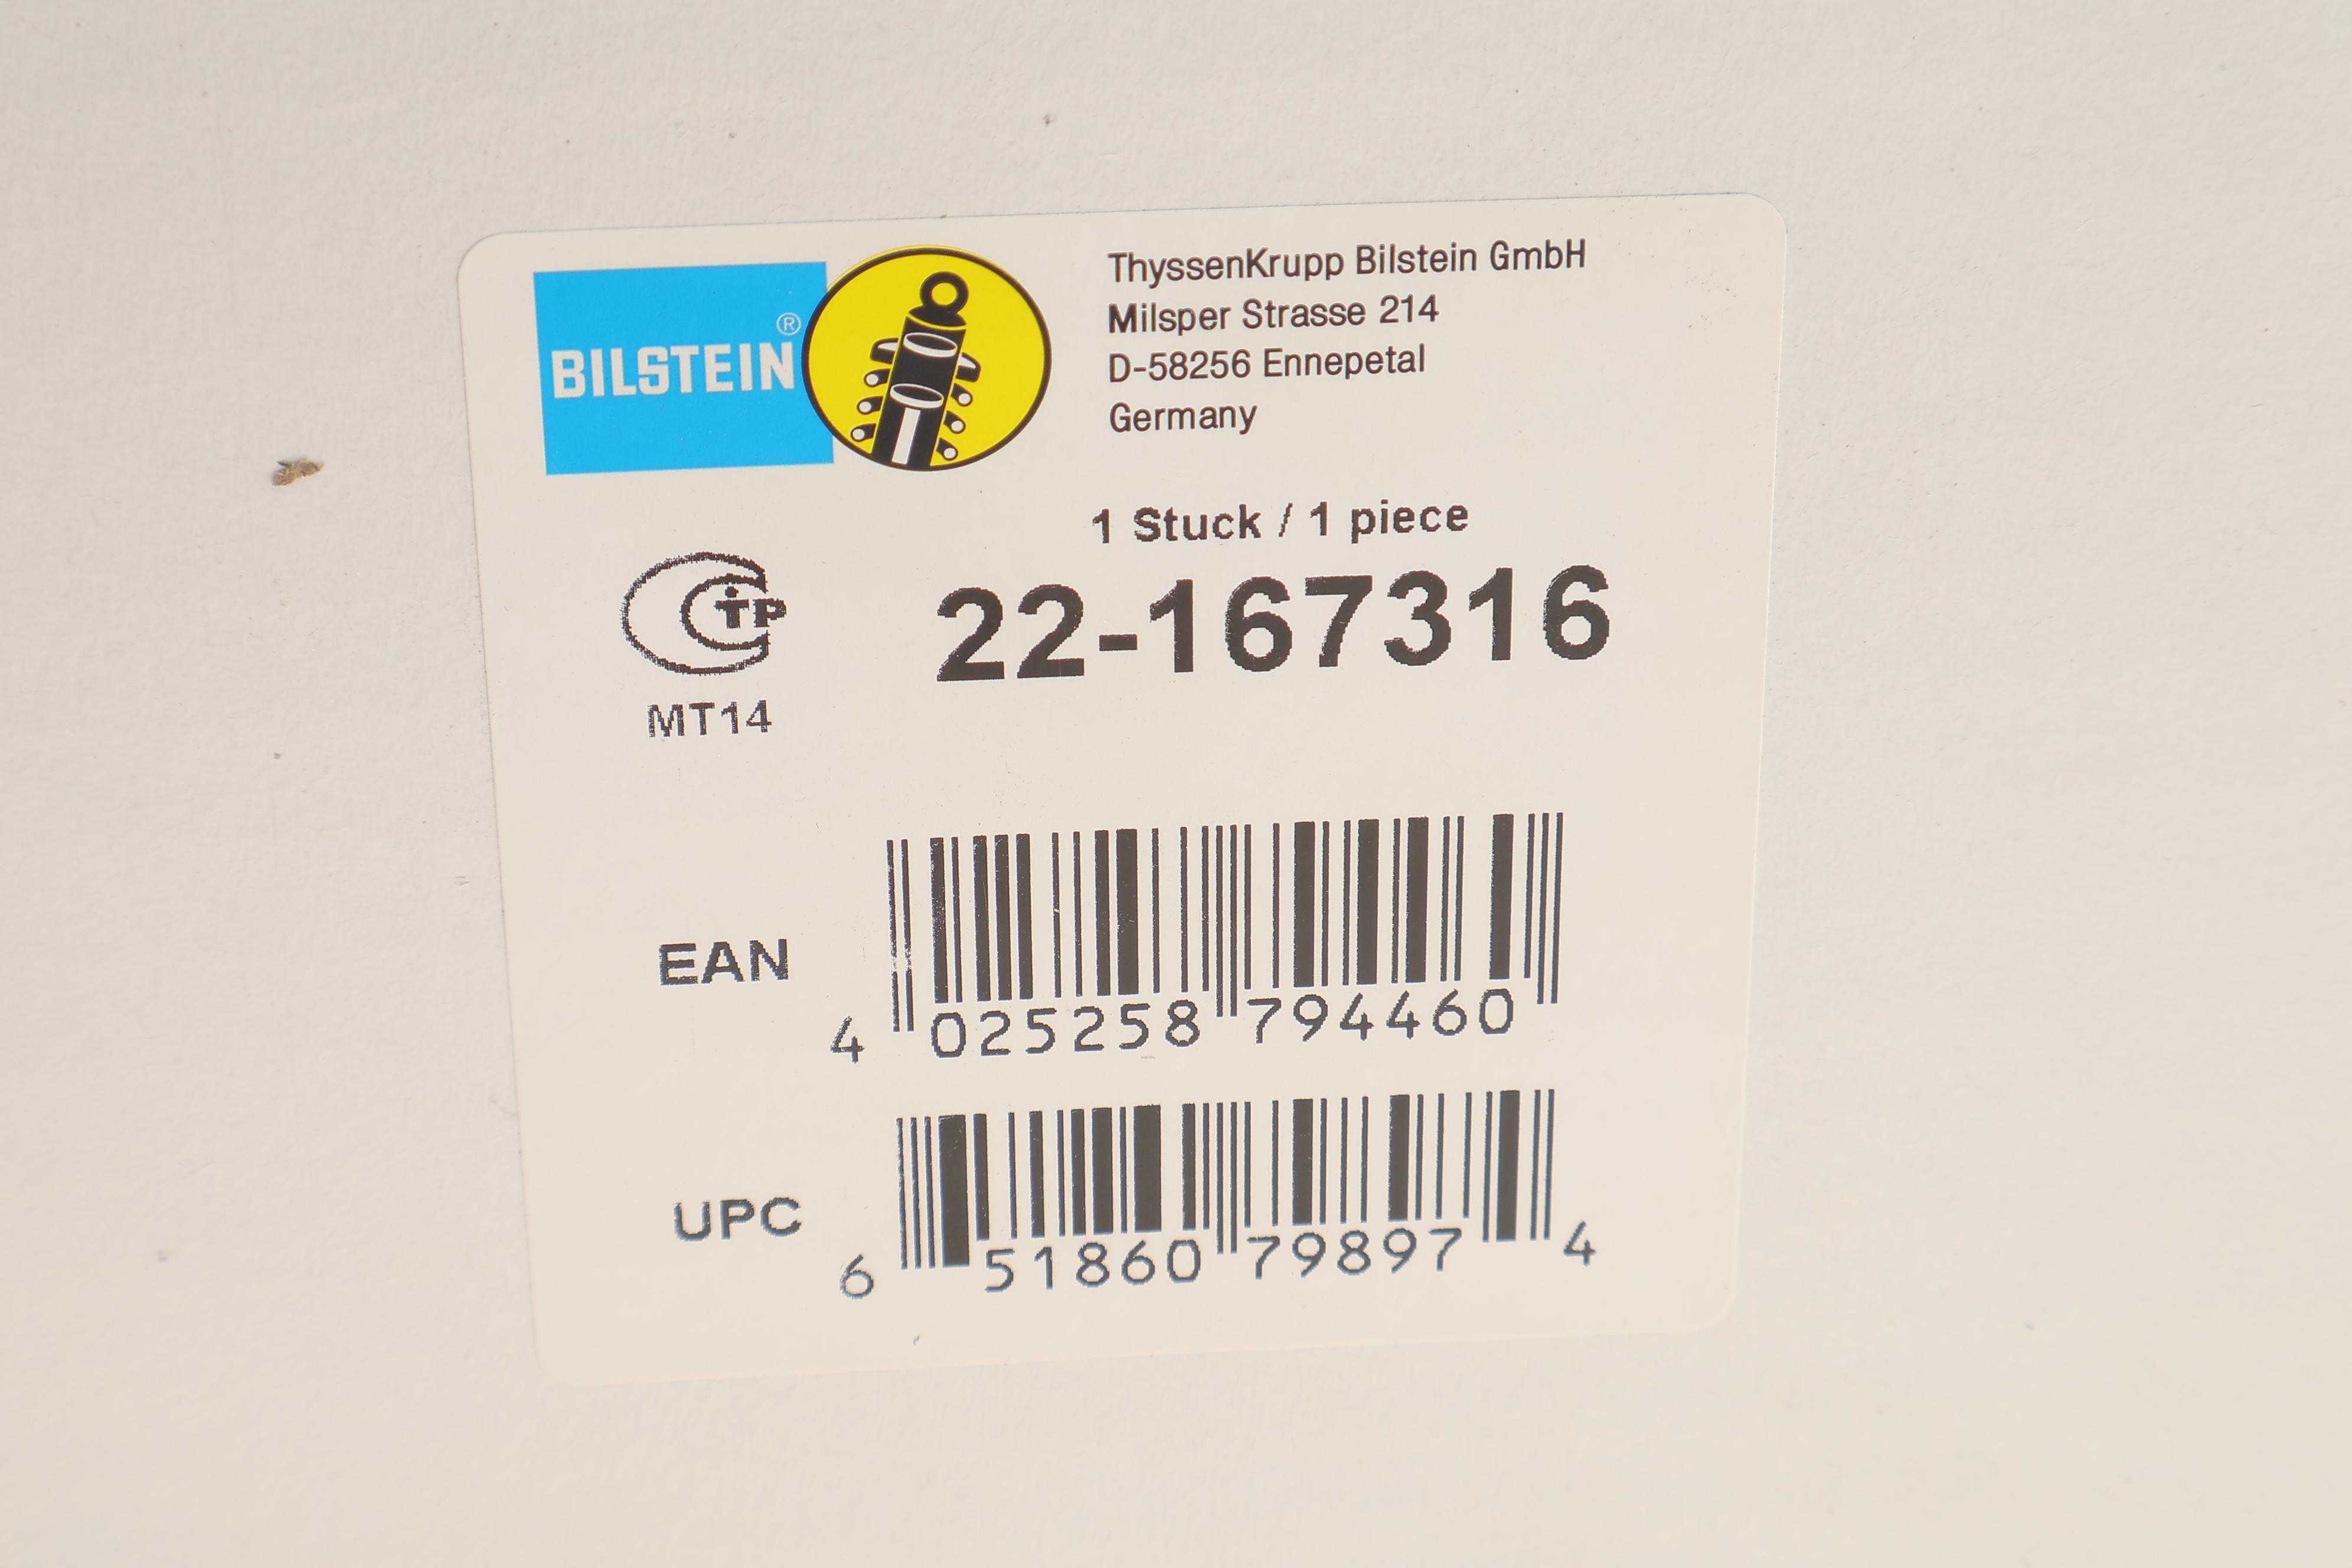 BILSTEIN®
ThyssenKrupp Bilstein GmbH
Milsper Strasse 214
D-58256 Ennepetal
Germany
1 Stuck / 1 piece
22-167316
CTP
MT14
EAN
4 025258 794460
UPC
6 51860 79897 4